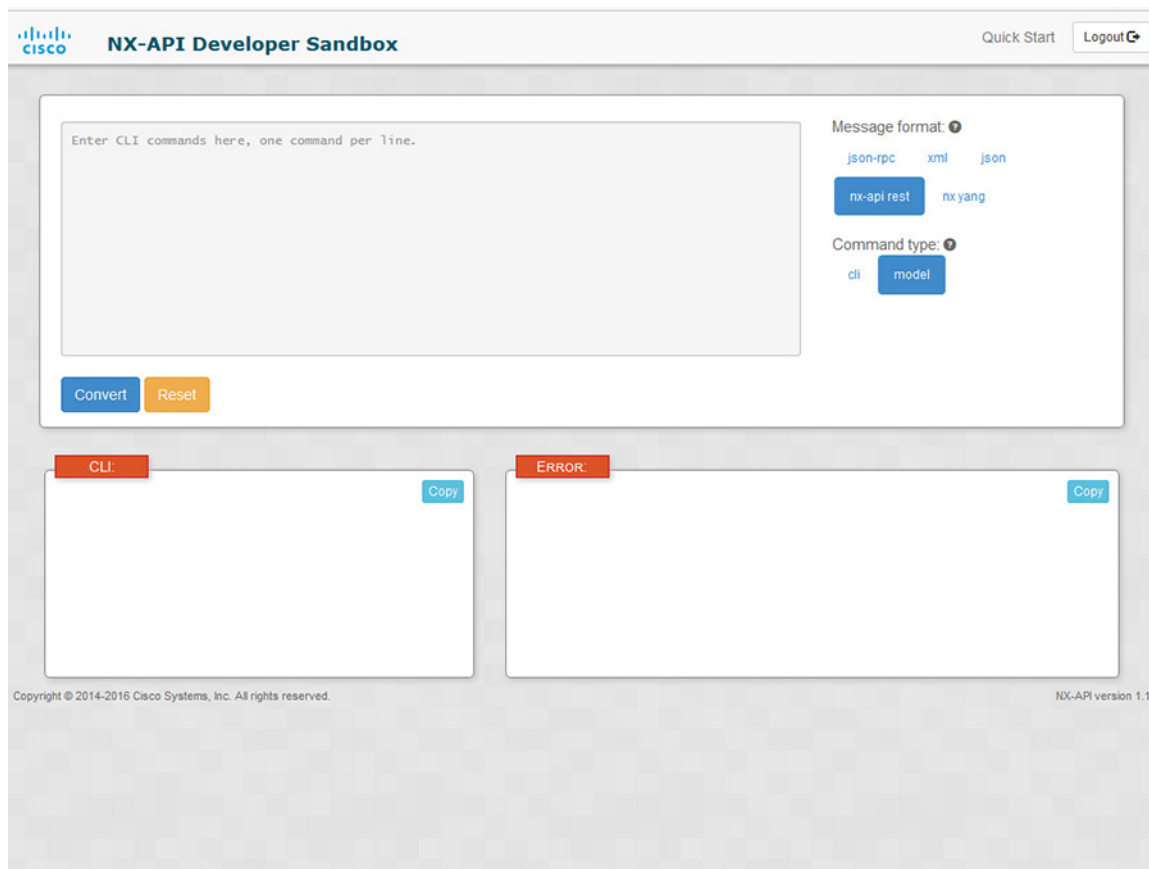 CISCO
NX-API Developer Sandbox
Quick Start
Logout
Enter CLI commands here, one command per line.
Message format:
json-rpc xml json
nx-api rest nx yang
Command type:
cli model
Convert Reset
CLI:
Copy
ERROR:
Copy
Copyright © 2014-2016 Cisco Systems, Inc. All rights reserved.
NX-API version 1.1